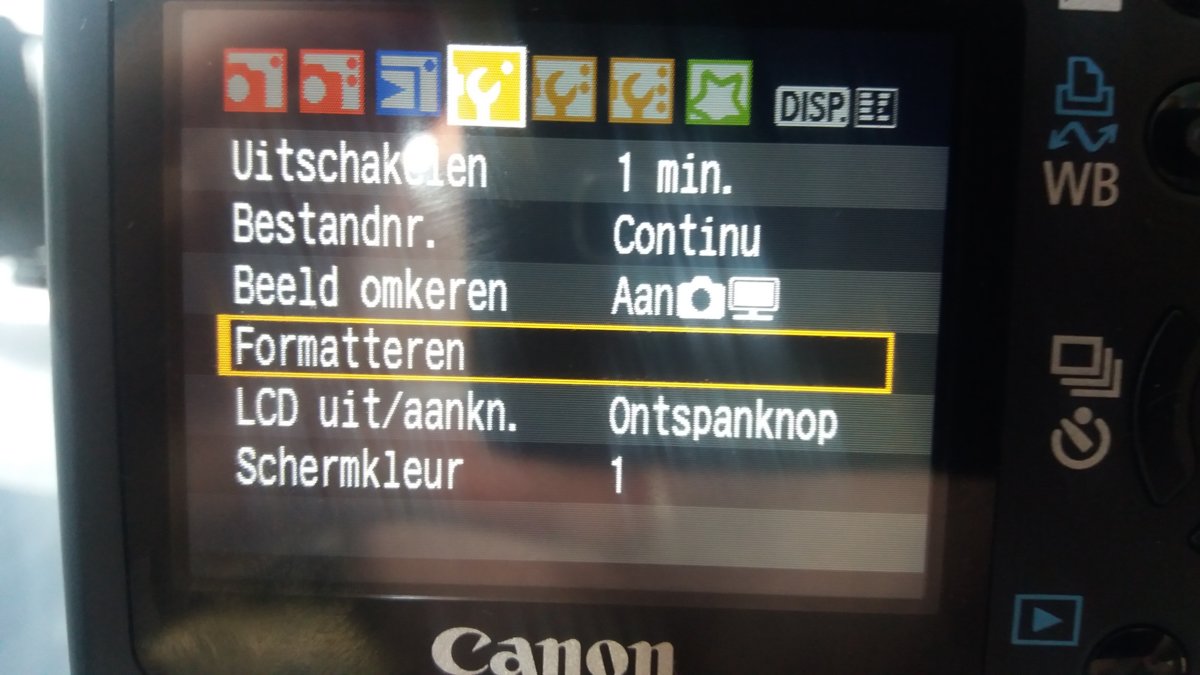 DISP.
Uitschakelen 1 min.
Bestandnr. Continu
Beeld omkeren Aan
Formatteren
LCD uit/aankn. Ontspanknop
Schermkleur 1
WB
Canon